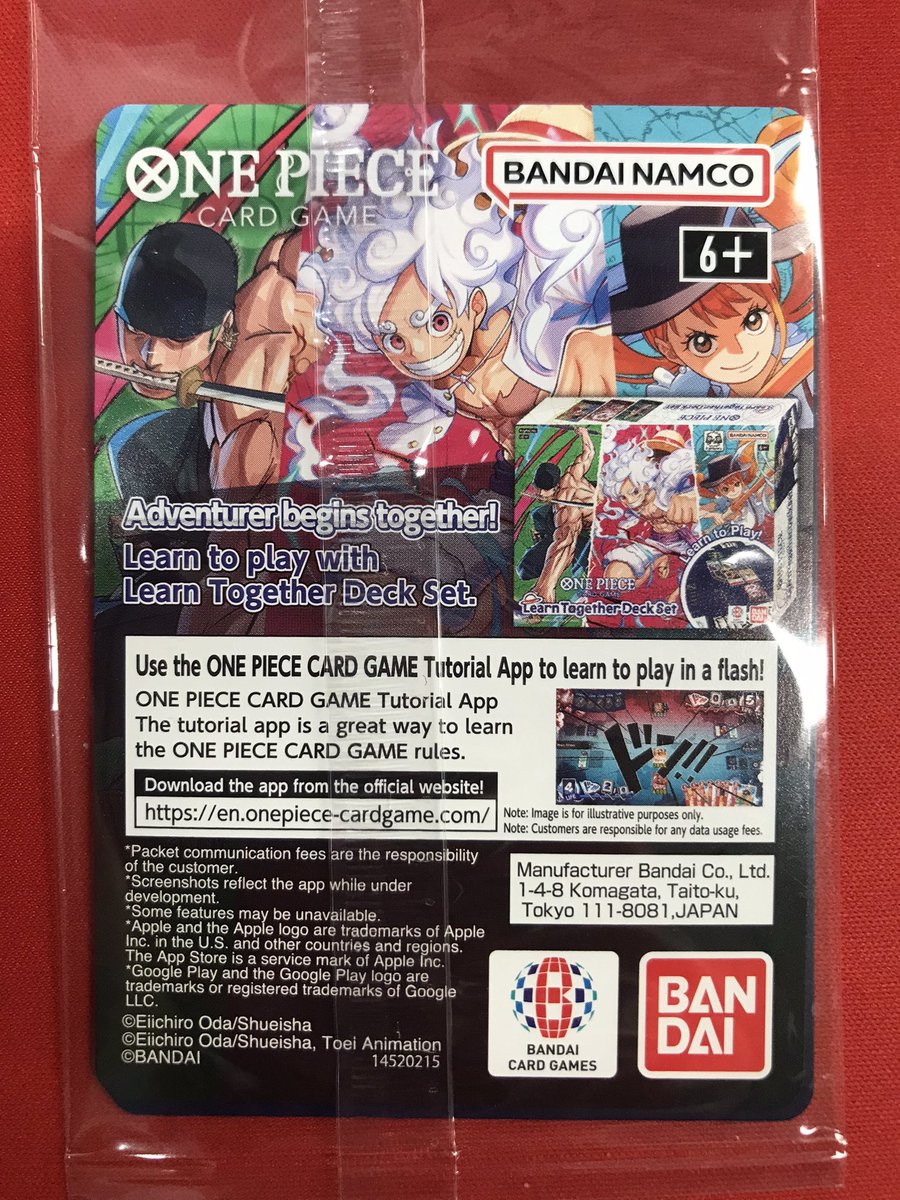 ONE PIECE
CARD GAME
BANDAI NAMCO
6+
Adventurer begins together!
Learn to play with
Learn Together Deck Set.
BANDAI NAMCO
Learn to Play!
ONE PIECE
CARD GAME
Learn Together Deck Set
BAN
DAI
Use the ONE PIECE CARD GAME Tutorial App to learn to play in a flash!
ONE PIECE CARD GAME Tutorial App
The tutorial app is a great way to learn
the ONE PIECE CARD GAME rules.
ドン!!!
Download the app from the official website!
https://en.onepiece-cardgame.com/
Note: Image is for illustrative purposes only.
Note: Customers are responsible for any data usage fees.
*Packet communication fees are the responsibility
of the customer.
*Screenshots reflect the app while under
development.
*Some features may be unavailable.
*Apple and the Apple logo are trademarks of Apple
Inc. in the U.S. and other countries and regions.
The App Store is a service mark of Apple Inc.
*Google Play and the Google Play logo are
trademarks or registered trademarks of Google
LLC.
©Eiichiro Oda/Shueisha
©Eiichiro Oda/Shueisha, Toei Animation
©BANDAI 14520215
Manufacturer Bandai Co., Ltd.
1-4-8 Komagata, Taito-ku,
Tokyo 111-8081,JAPAN
BANDAI
CARD GAMES
BAN
DAI